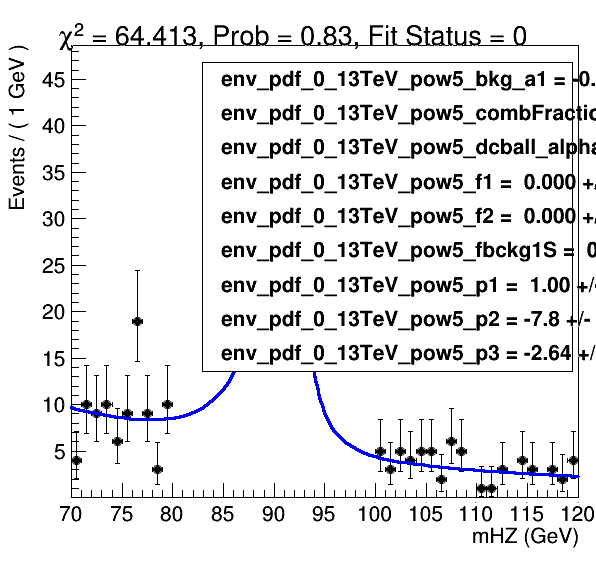 χ² = 64.413, Prob = 0.83, Fit Status = 0
Events / ( 1 GeV )
45
40
35
30
25
20
15
10
5
env_pdf_0_13TeV_pow5_bkg_a1 = -0.
env_pdf_0_13TeV_pow5_combFractio
env_pdf_0_13TeV_pow5_dcball_alpha
env_pdf_0_13TeV_pow5_f1 = 0.000 +/
env_pdf_0_13TeV_pow5_f2 = 0.000 +/
env_pdf_0_13TeV_pow5_fbckg1S = 0
env_pdf_0_13TeV_pow5_p1 = 1.00 +/-
env_pdf_0_13TeV_pow5_p2 = -7.8 +/-
env_pdf_0_13TeV_pow5_p3 = -2.64 +/
70 75 80 85 90 95 100 105 110 115 120
mHZ (GeV)